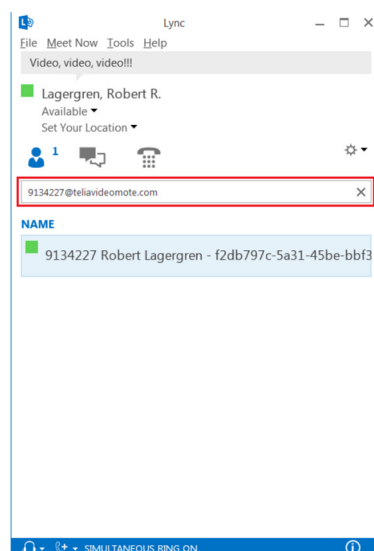 Lync
File Meet Now Tools Help
Video, video, video!!!
Lagergren, Robert R.
Available
Set Your Location
1
9134227@teliavideomote.com
NAME
9134227 Robert Lagergren - f2db797c-5a31-45be-bbf3
SIMULTANEOUS RING ON